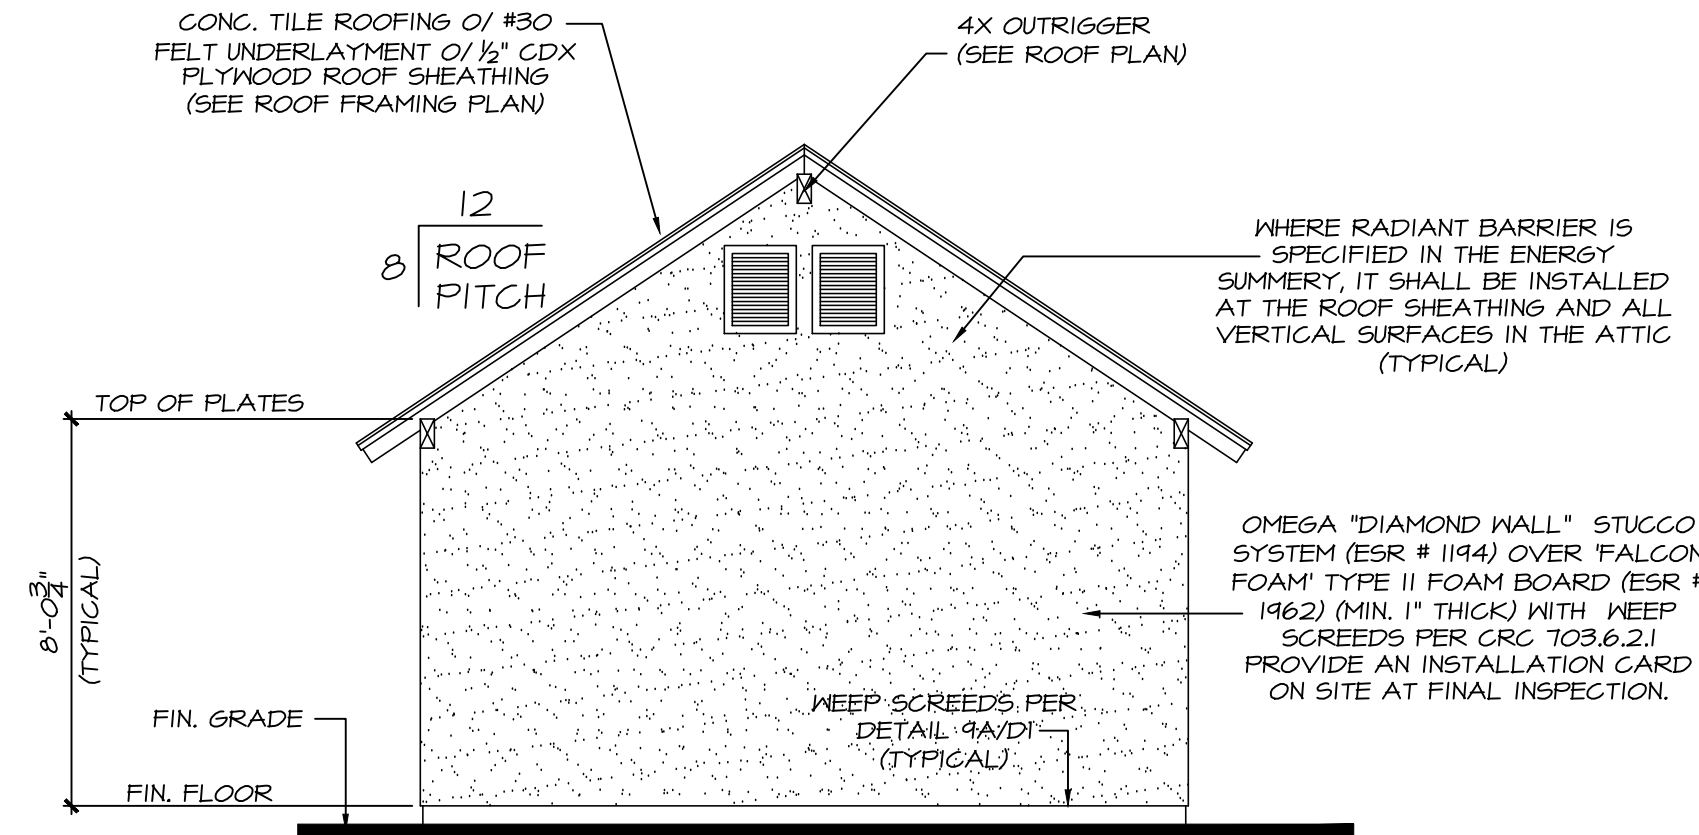 CONC. TILE ROOFING O/ #30
FELT UNDERLAYMENT O/ ½" CDX
PLYWOOD ROOF SHEATHING
(SEE ROOF FRAMING PLAN)
4X OUTRIGGER
(SEE ROOF PLAN)
12
8
ROOF
PITCH
WHERE RADIANT BARRIER IS
SPECIFIED IN THE ENERGY
SUMMERY, IT SHALL BE INSTALLED
AT THE ROOF SHEATHING AND ALL
VERTICAL SURFACES IN THE ATTIC
(TYPICAL)
TOP OF PLATES
8'-0¾"
(TYPICAL)
OMEGA "DIAMOND WALL" STUCCO
SYSTEM (ESR # 1194) OVER 'FALCON
FOAM' TYPE II FOAM BOARD (ESR #
1962) (MIN. 1" THICK) WITH WEEP
SCREEDS PER CRC 703.6.2.1
PROVIDE AN INSTALLATION CARD
ON SITE AT FINAL INSPECTION.
WEEP SCREEDS PER
DETAIL 9A/D1
(TYPICAL)
FIN. GRADE
FIN. FLOOR